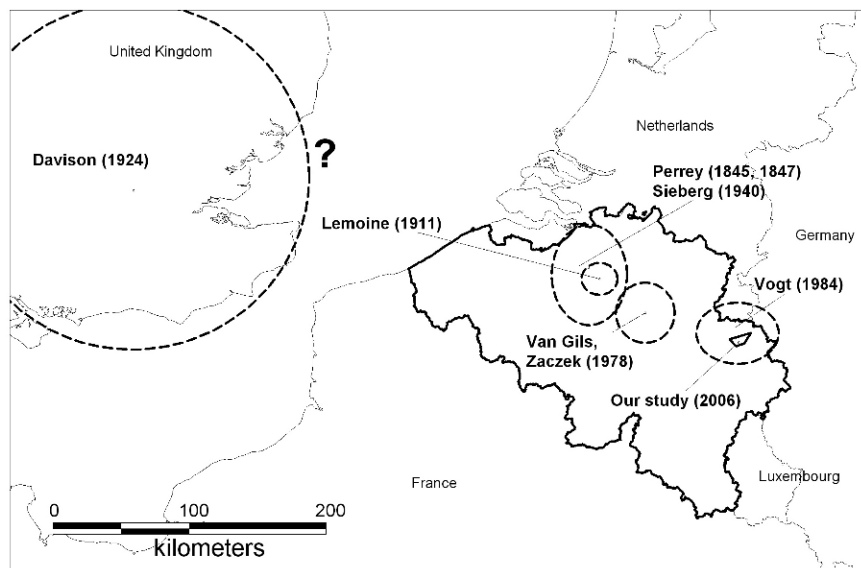 United Kingdom
Netherlands
Davison (1924)
?
Perrey (1845, 1847)
Sieberg (1940)
Lemoine (1911)
Germany
Vogt (1984)
Van Gils,
Zaczek (1978)
Our study (2006)
France
Luxembourg
0 100 200
kilometers